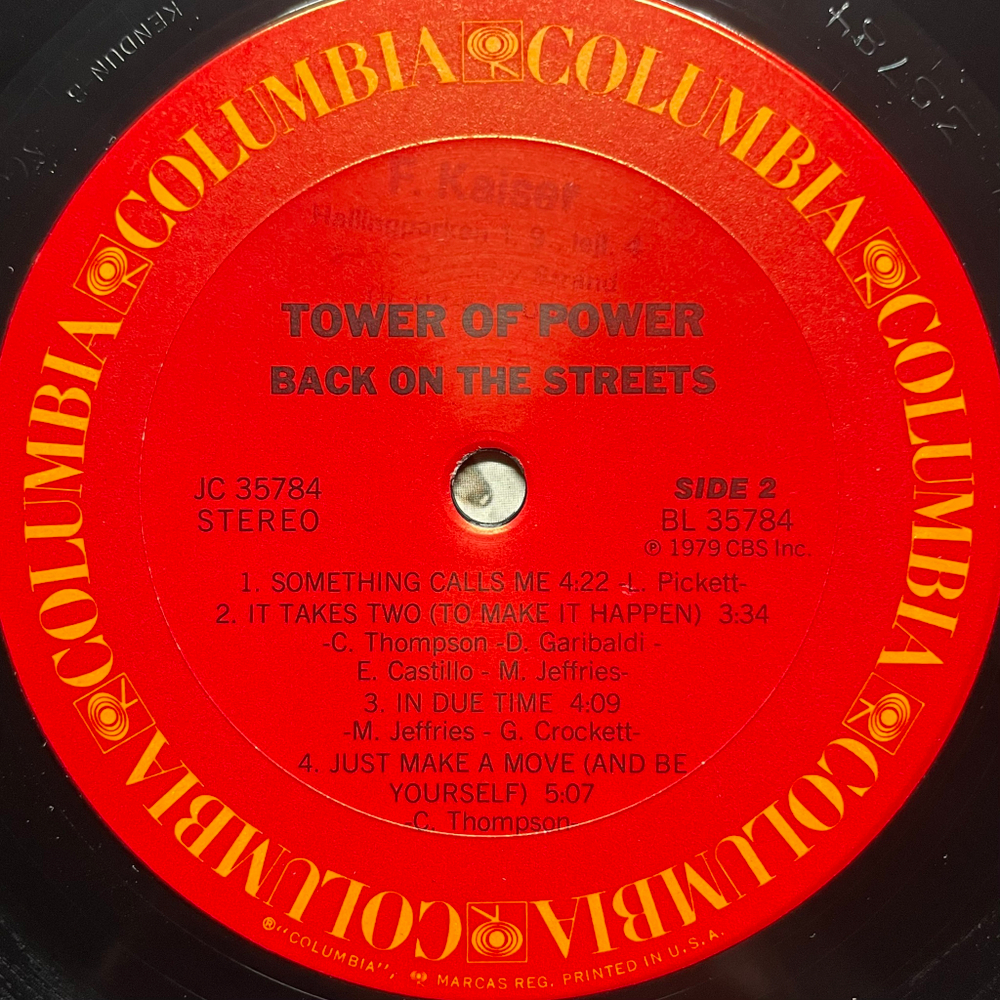 KENDUN 3
COLUMBIA COLUMBIA COLUMBIA COLUMBIA COLUMBIA COLUMBIA
F. Kaiser
TOWER OF POWER
BACK ON THE STREETS
JC 35784
STEREO
SIDE 2
BL 35784
℗ 1979 CBS Inc.
1. SOMETHING CALLS ME 4:22 -L. Pickett-
2. IT TAKES TWO (TO MAKE IT HAPPEN) 3:34
-C. Thompson -D. Garibaldi -
E. Castillo - M. Jeffries-
3. IN DUE TIME 4:09
-M. Jeffries - G. Crockett-
4. JUST MAKE A MOVE (AND BE
YOURSELF) 5:07
-C. Thompson-
®"COLUMBIA", MARCAS REG. PRINTED IN U.S.A.